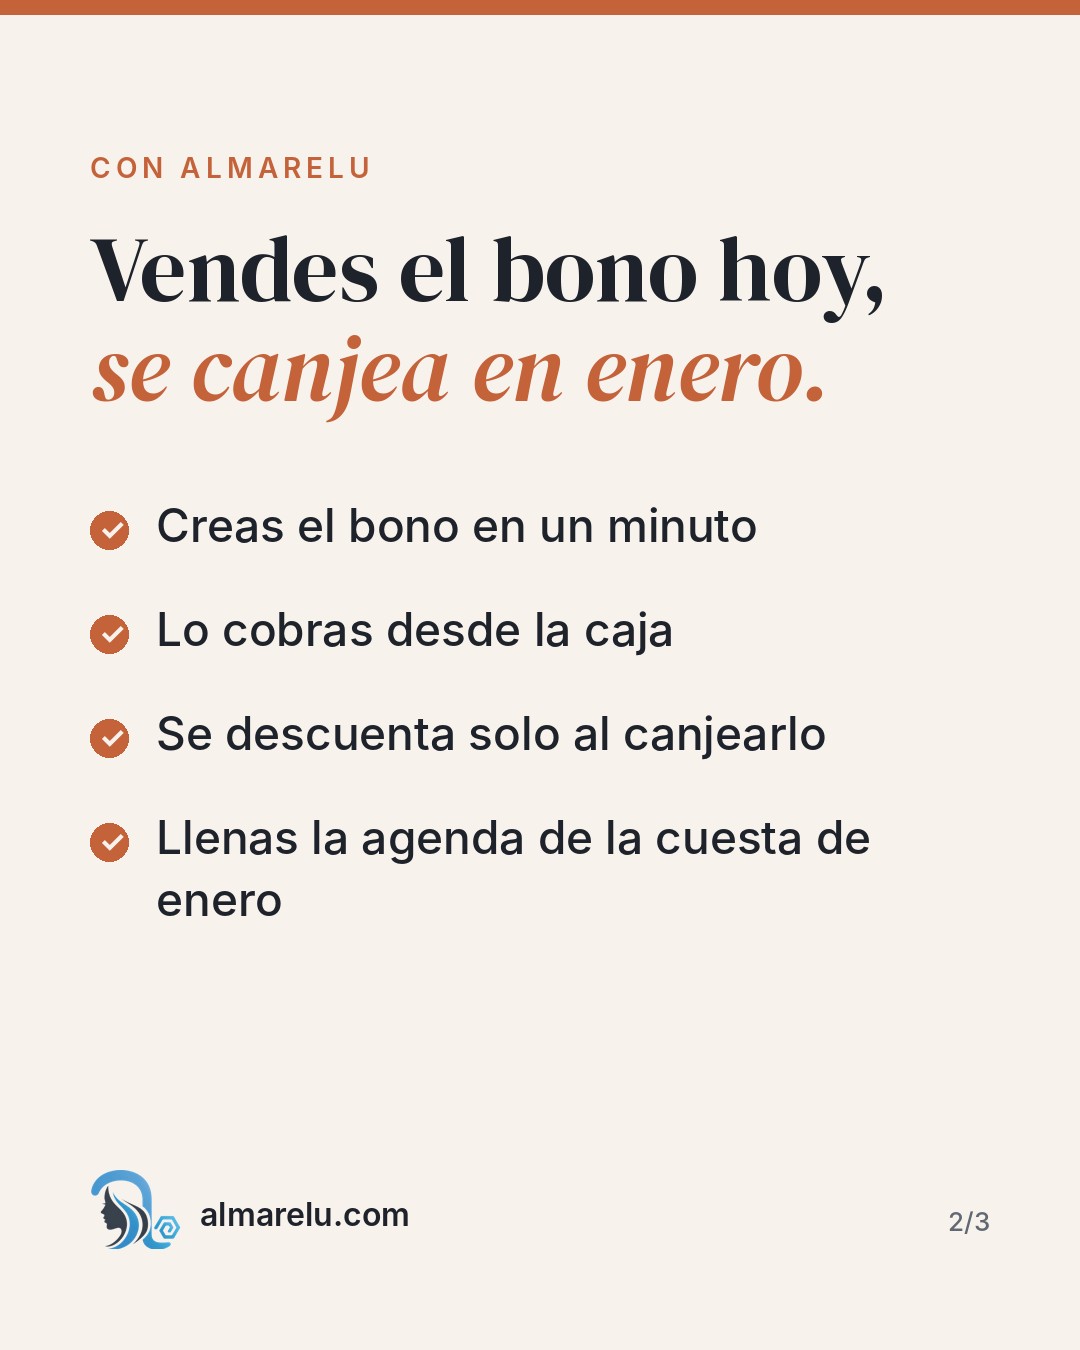 CON ALMARELU
Vendes el bono hoy,
se canjea en enero.
Creas el bono en un minuto
Lo cobras desde la caja
Se descuenta solo al canjearlo
Llenas la agenda de la cuesta de
enero
almarelu.com
2/3